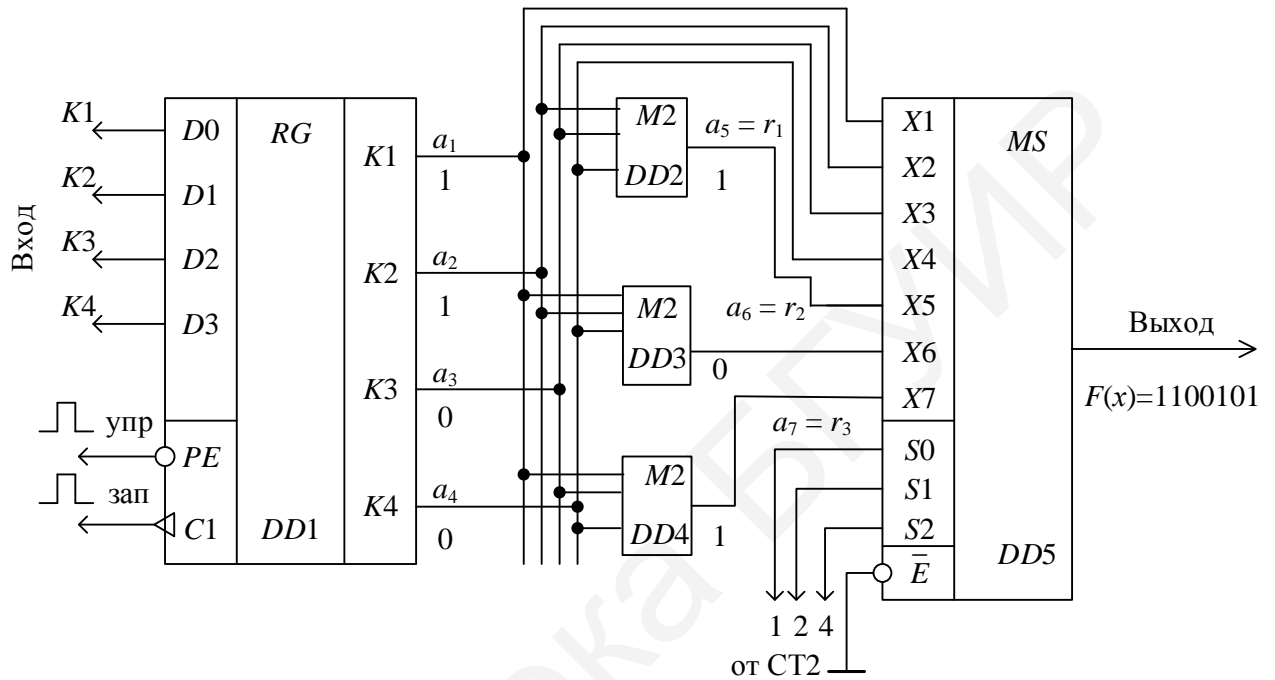 Вход
K1
K2
K3
K4
упр
зап
D0
D1
D2
D3
PE
C1
RG
DD1
K1
K2
K3
K4
a1
1
a2
1
a3
0
a4
0
M2
DD2
a5 = r1
1
M2
DD3
a6 = r2
0
M2
DD4
a7 = r3
1
X1
X2
X3
X4
X5
X6
X7
S0
S1
S2
E̅
MS
DD5
1 2 4
от СТ2
Выход
F(x)=1100101
ека БГУИР